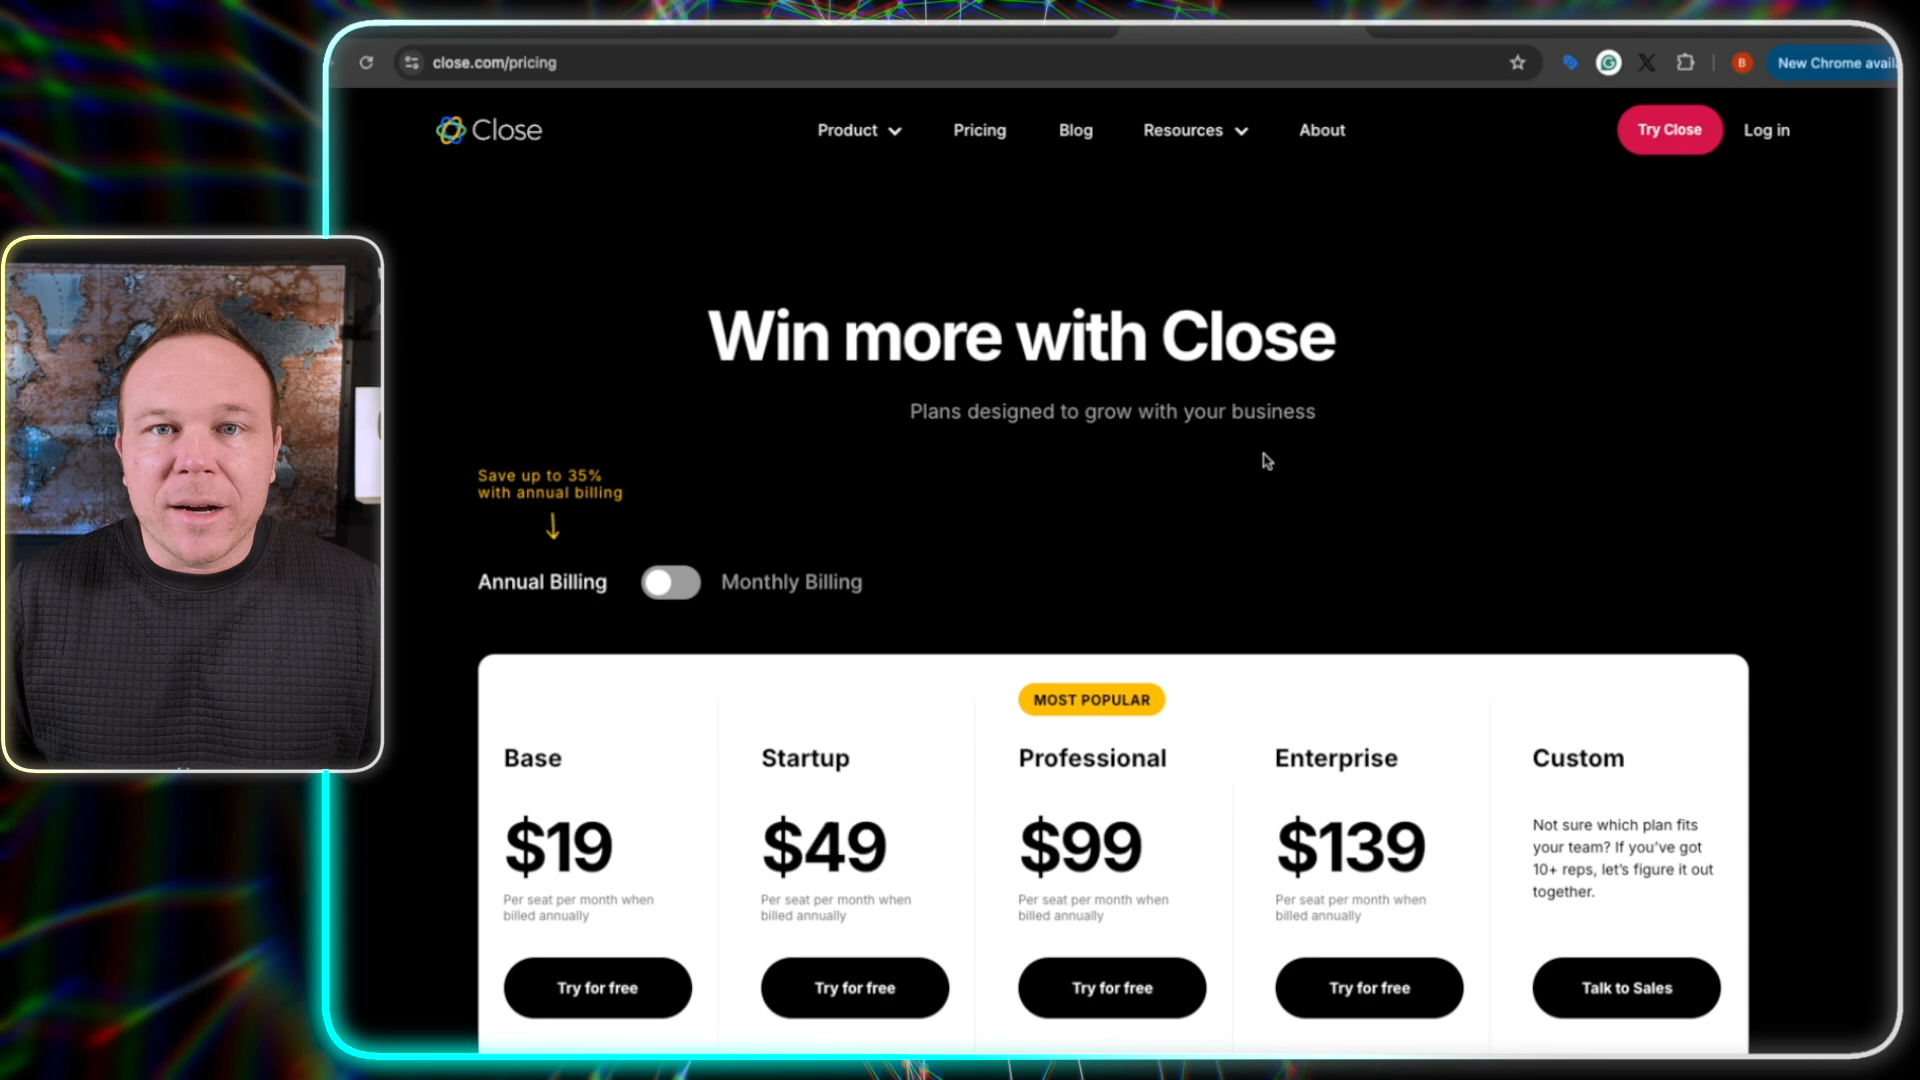 close.com/pricing
B
New Chrome avail
Close
Product
Pricing
Blog
Resources
About
Try Close
Log in
Win more with Close
Plans designed to grow with your business
Save up to 35%
with annual billing
Annual Billing
Monthly Billing
MOST POPULAR
Base
Startup
Professional
Enterprise
Custom
$19
$49
$99
$139
Not sure which plan fits
your team? If you've got
10+ reps, let's figure it out
together.
Per seat per month when
billed annually
Per seat per month when
billed annually
Per seat per month when
billed annually
Per seat per month when
billed annually
Try for free
Try for free
Try for free
Try for free
Talk to Sales